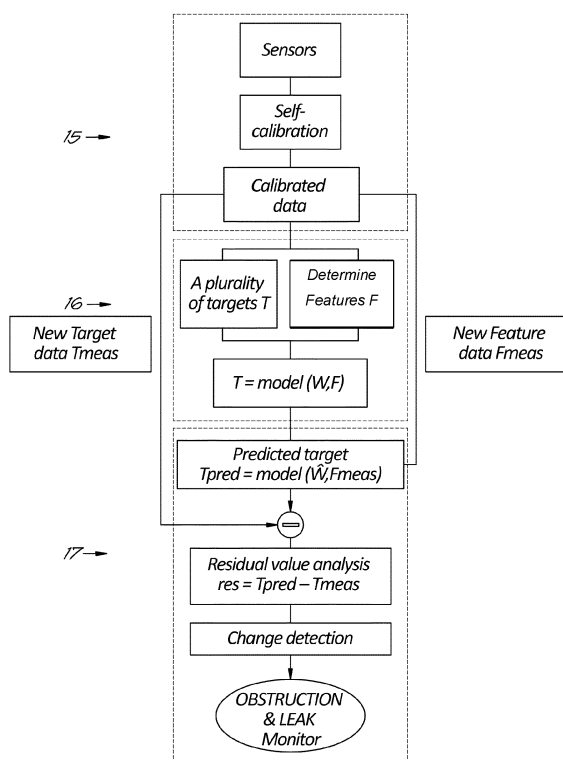 Sensors
15
Self-
calibration
Calibrated
data
A plurality
of targets T
Determine
Features F
16
New Target
data Tmeas
New Feature
data Fmeas
T = model (W,F)
Predicted target
Tpred = model (Ŵ,Fmeas)
17
Residual value analysis
res = Tpred – Tmeas
Change detection
OBSTRUCTION
& LEAK
Monitor